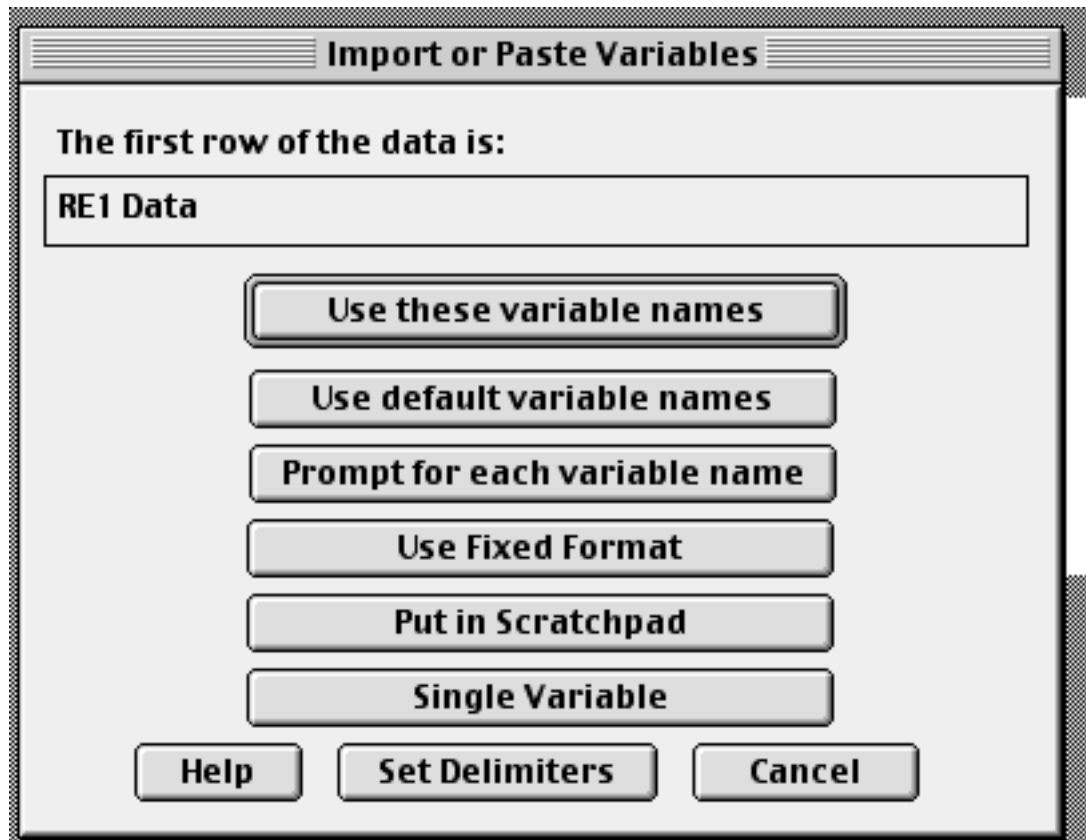 Import or Paste Variables
The first row of the data is:
RE1 Data
Use these variable names
Use default variable names
Prompt for each variable name
Use Fixed Format
Put in Scratchpad
Single Variable
Help Set Delimiters Cancel